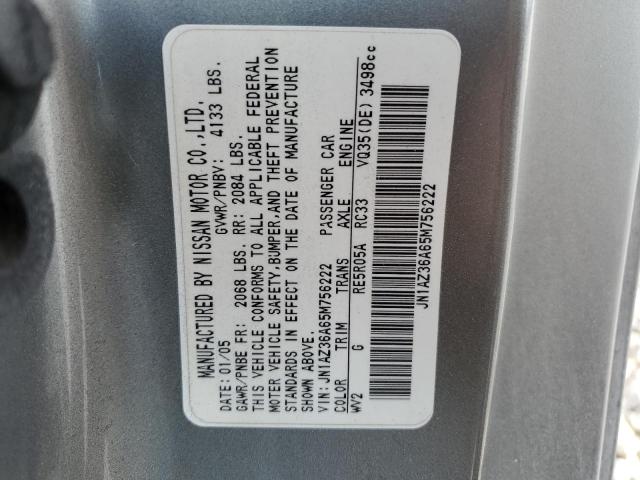 MANUFACTURED BY NISSAN MOTOR CO.,LTD.
DATE: 01/05 GVWR/PNBV: 4133 LBS.
GAWR/PNBE FR: 2068 LBS. RR: 2084 LBS.
THIS VEHICLE CONFORMS TO ALL APPLICABLE FEDERAL
MOTER VEHICLE SAFETY,BUMPER,AND THEFT PREVENTION
STANDARDS IN EFFECT ON THE DATE OF MANUFACTURE
SHOWN ABOVE.
VIN: JN1AZ36A65M756222 PASSENGER CAR
COLOR TRIM TRANS AXLE ENGINE
WV2 G RE5R05A RC33 VQ35(DE) 3498cc
JN1AZ36A65M756222